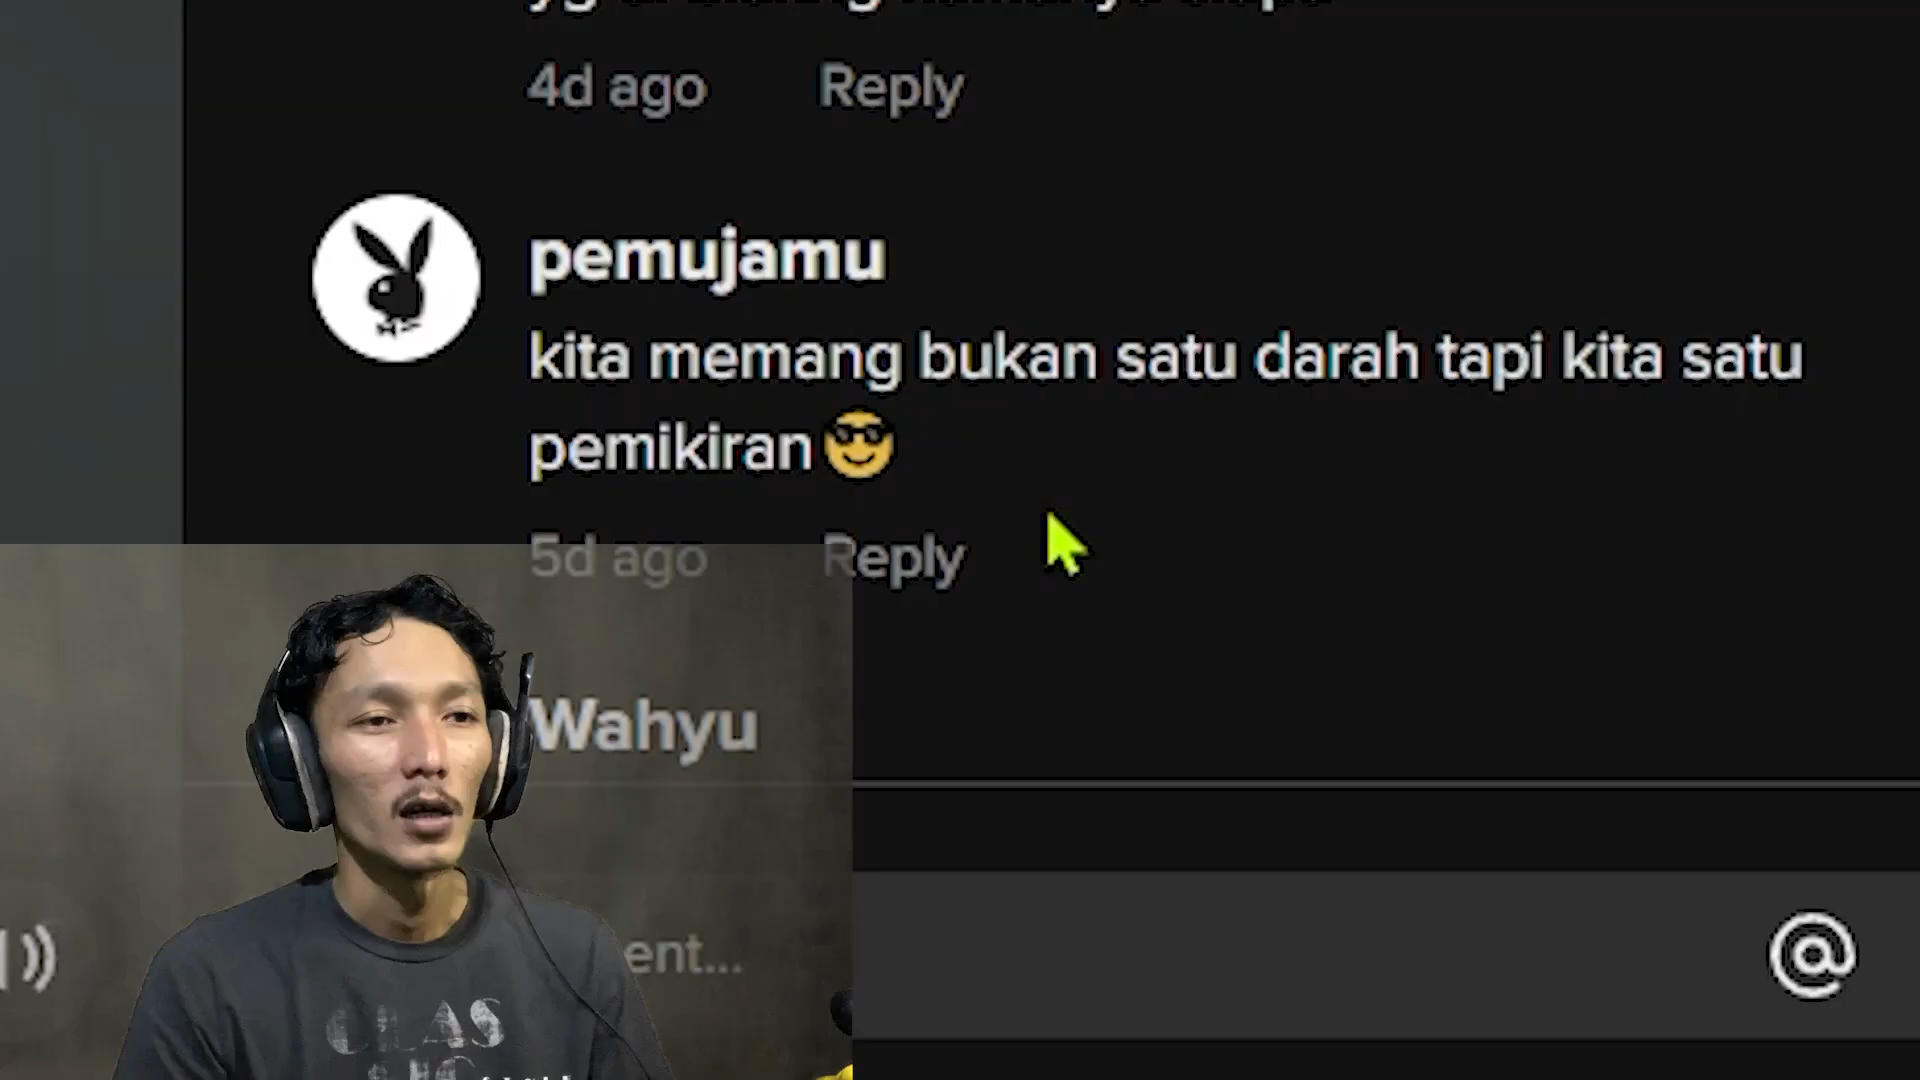 4d ago Reply
pemujamu
kita memang bukan satu darah tapi kita satu
pemikiran 😎
5d ago Reply
Wahyu
ent...
@